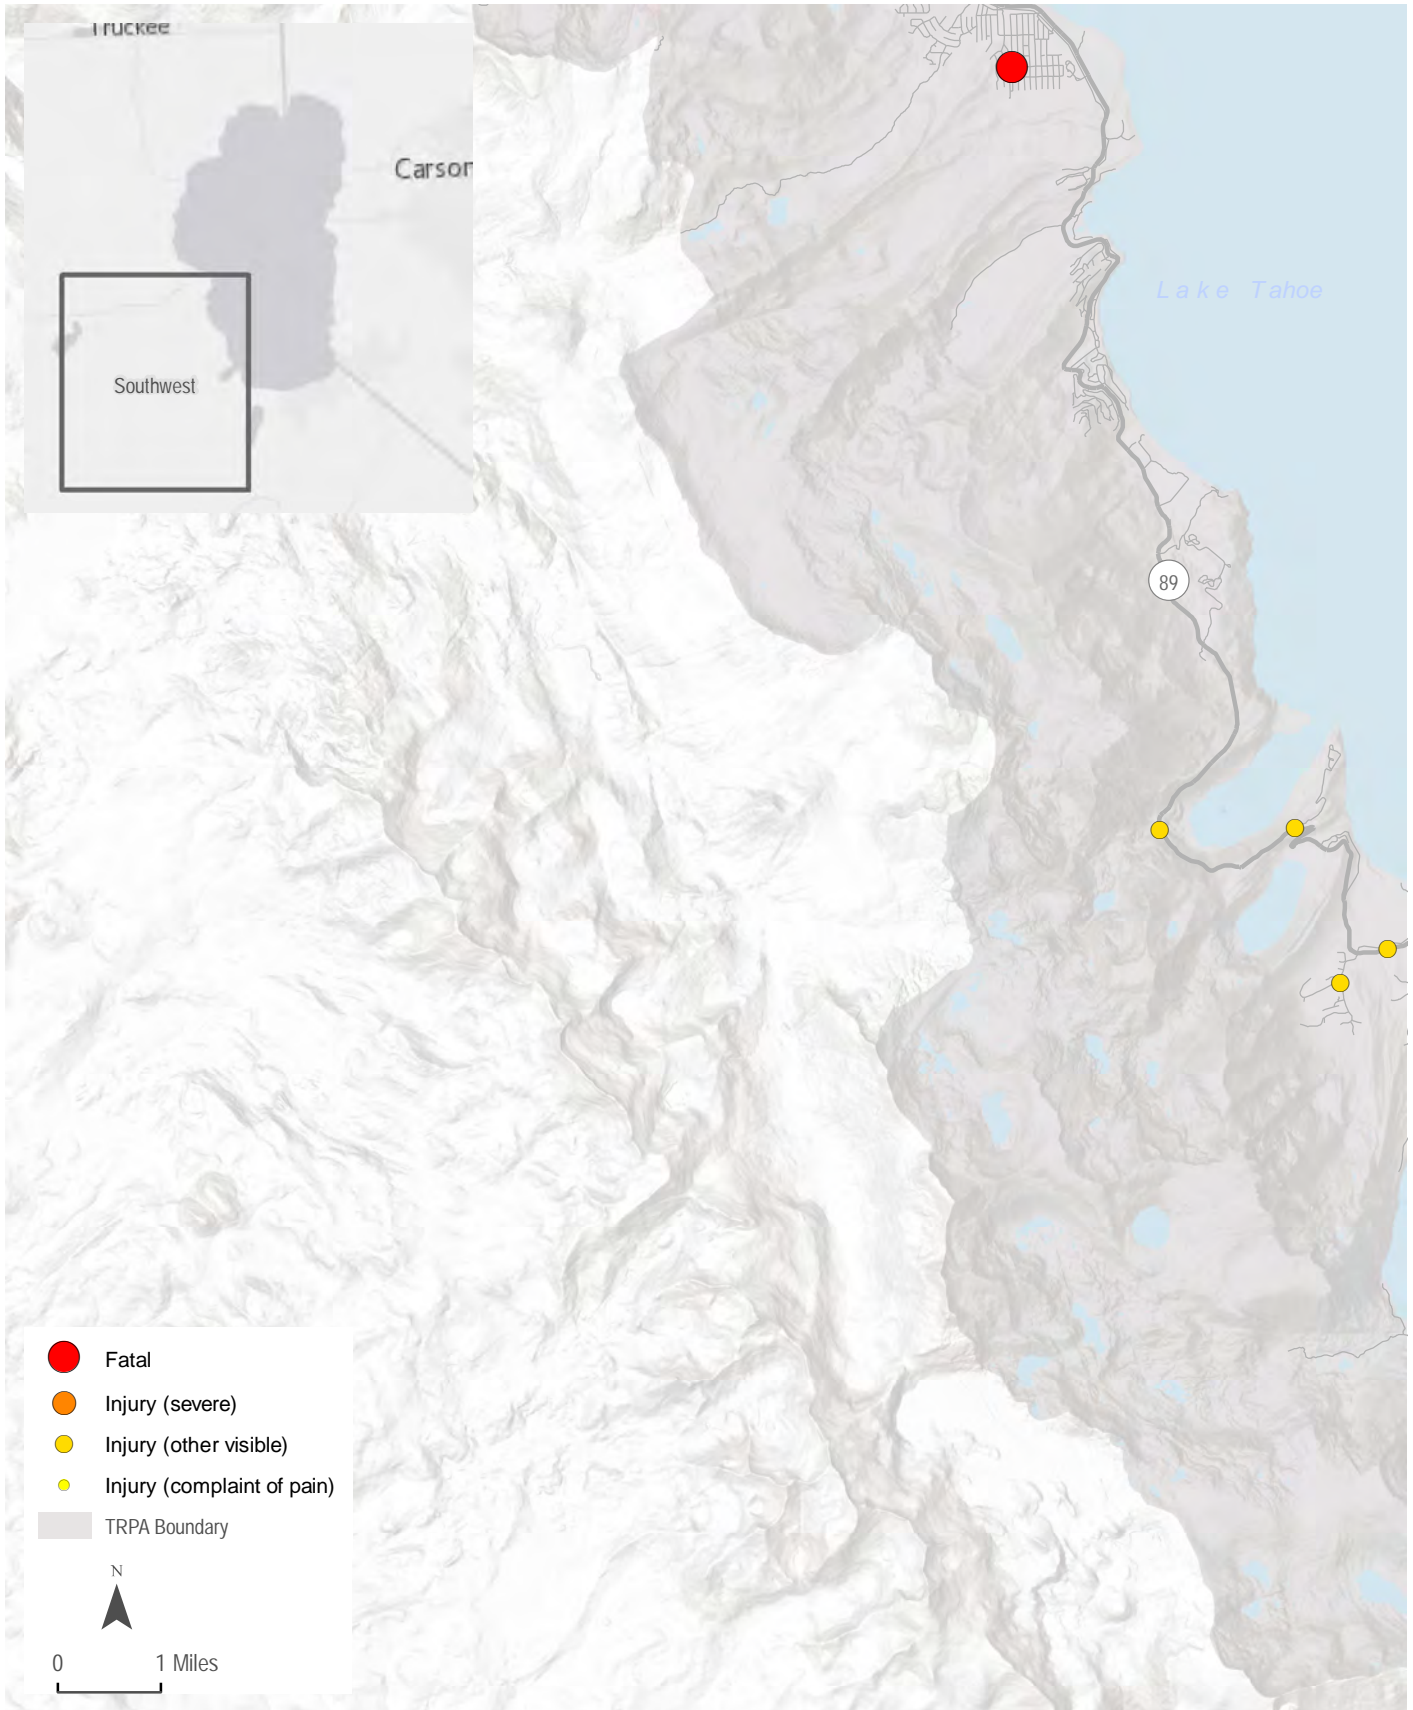 Truckee
Carson
Southwest
Lake Tahoe
89
Fatal
Injury (severe)
Injury (other visible)
Injury (complaint of pain)
TRPA Boundary
N
0 1 Miles